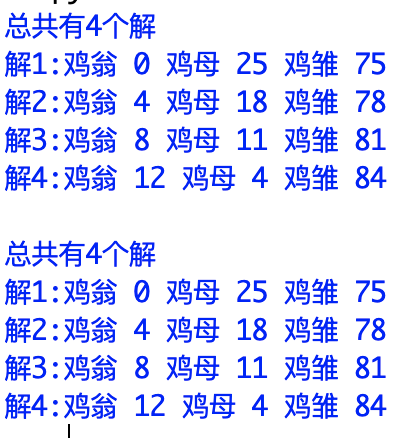 总共有4个解
解1:鸡翁 0 鸡母 25 鸡雏 75
解2:鸡翁 4 鸡母 18 鸡雏 78
解3:鸡翁 8 鸡母 11 鸡雏 81
解4:鸡翁 12 鸡母 4 鸡雏 84
总共有4个解
解1:鸡翁 0 鸡母 25 鸡雏 75
解2:鸡翁 4 鸡母 18 鸡雏 78
解3:鸡翁 8 鸡母 11 鸡雏 81
解4:鸡翁 12 鸡母 4 鸡雏 84